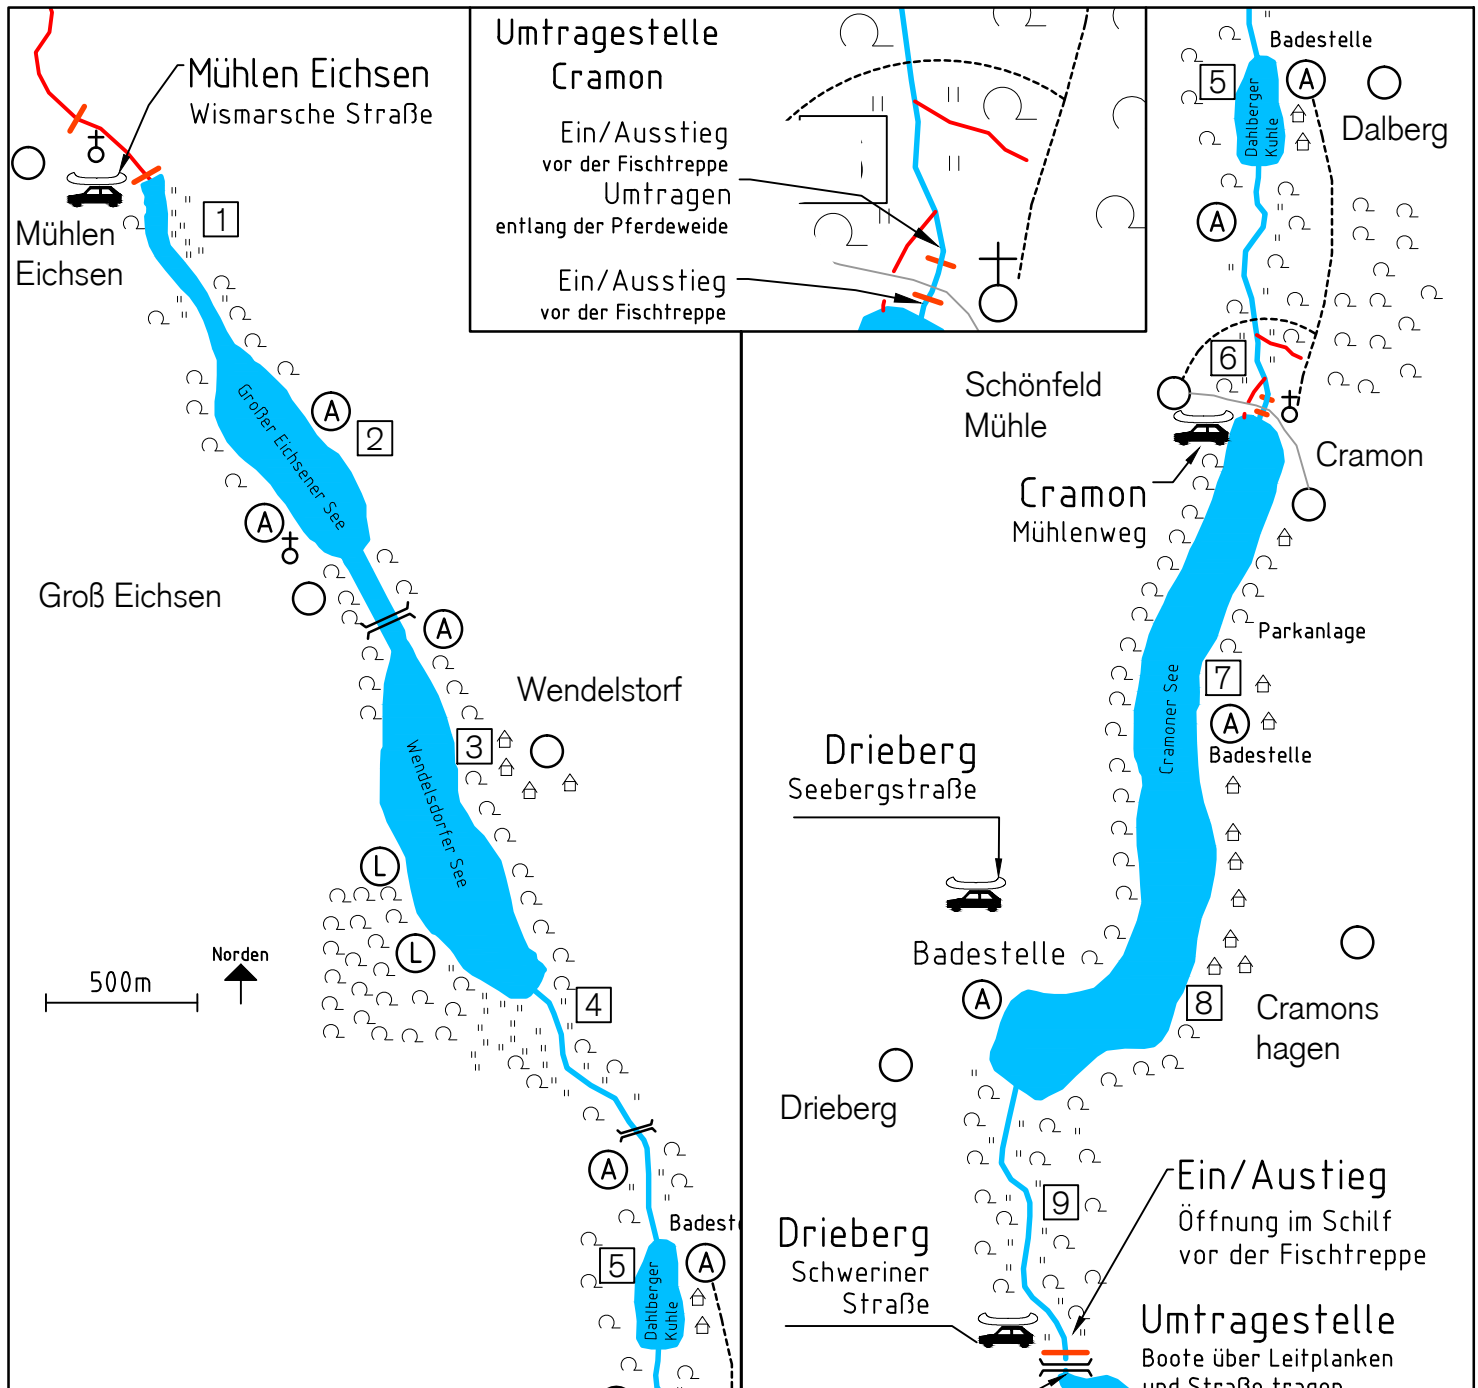 Mühlen Eichsen
Wismarsche Straße
Mühlen
Eichsen
1
Großer Eichsener See
A
2
A
Groß Eichsen
A
Wendelstorf
3
Wendelsdorfer See
L
L
Norden
500m
4
A
Badest
5
A
Dahlberger
Kuhle
Umtragestelle
Cramon
Ein/Ausstieg
vor der Fischtreppe
Umtragen
entlang der Pferdeweide
Ein/Ausstieg
vor der Fischtreppe
Badestelle
5
A
Dahlberger
Kuhle
Dalberg
A
6
Schönfeld
Mühle
Cramon
Cramon
Mühlenweg
Parkanlage
7
Cramoner See
A
Badestelle
Drieberg
Seebergstraße
Badestelle
A
8
Cramons
hagen
Drieberg
9
Ein/Austieg
Öffnung im Schilf
vor der Fischtreppe
Drieberg
Schweriner
Straße
Umtragestelle
Boote über Leitplanken
und Straße tragen